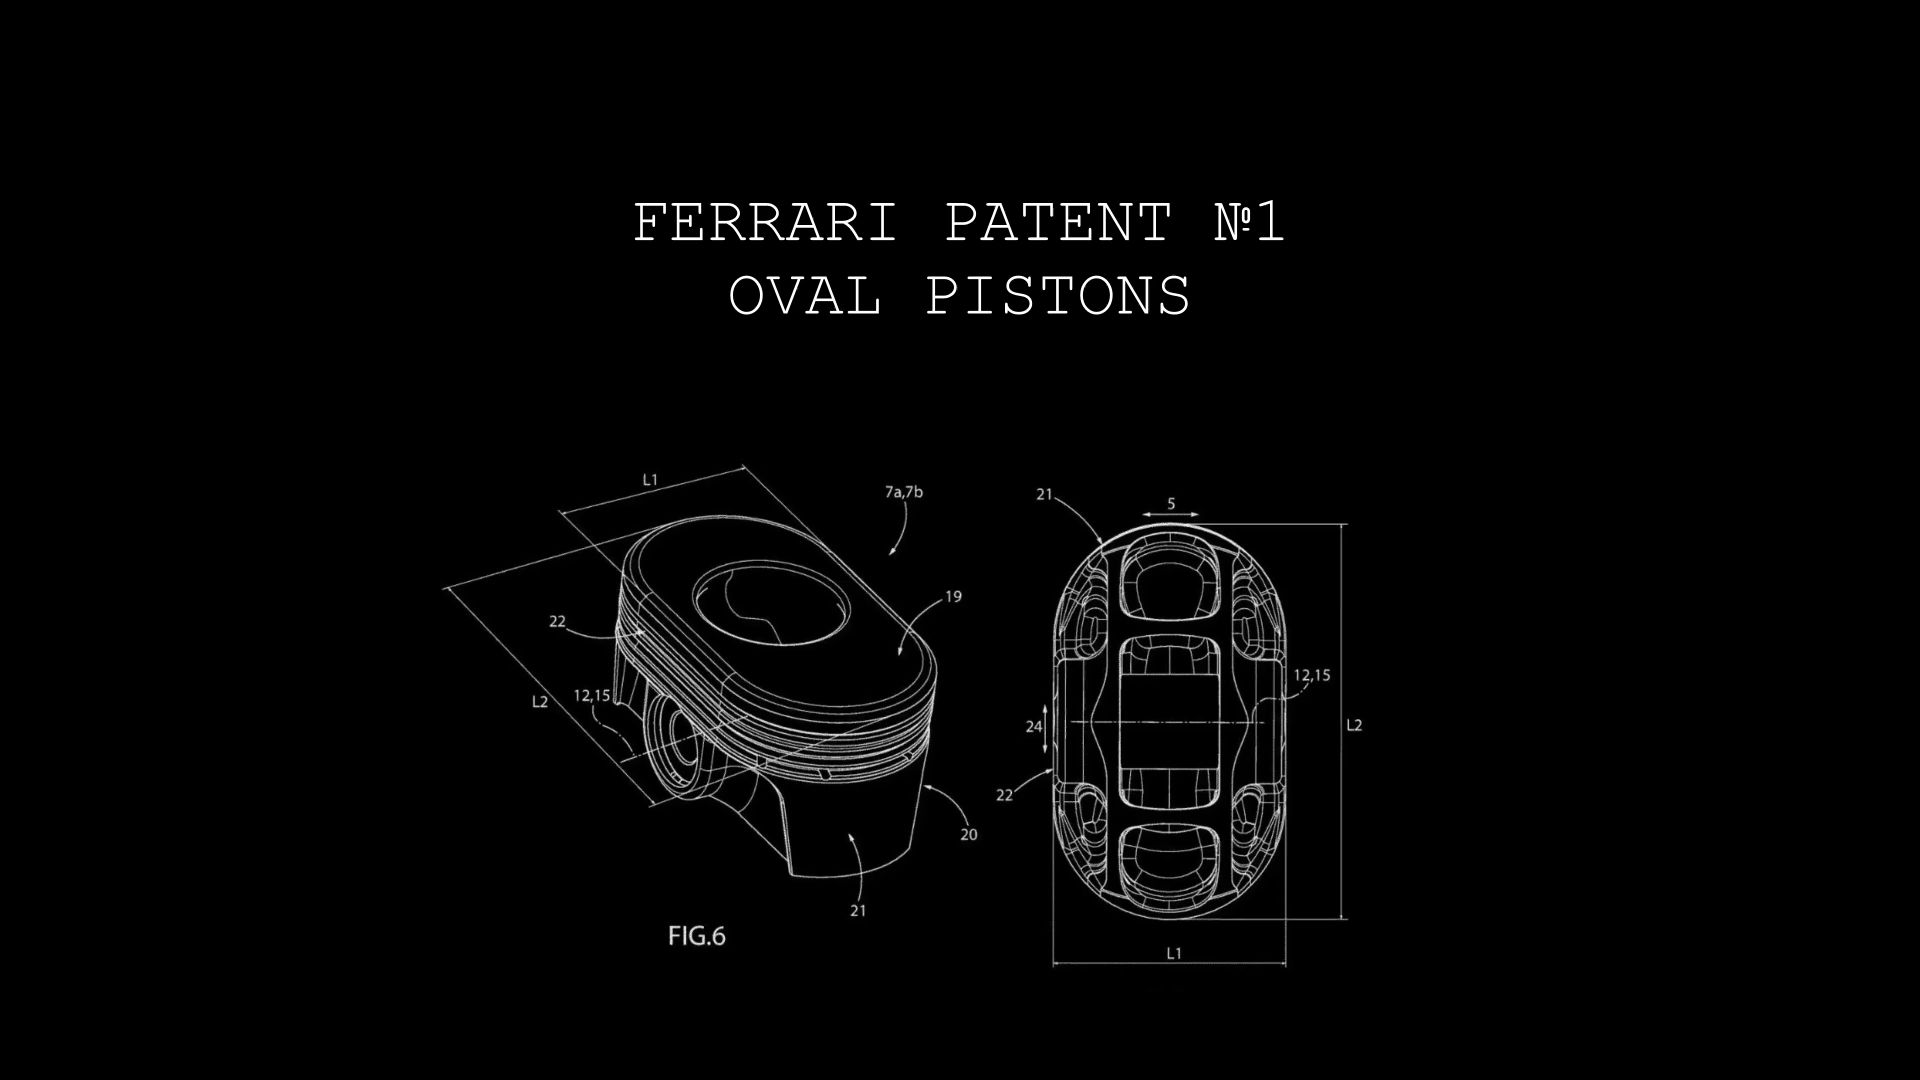 FERRARI PATENT №1
OVAL PISTONS
L1
7a,7b
19
22
12,15
L2
20
21
FIG.6
21
5
12,15
24
L2
22
L1